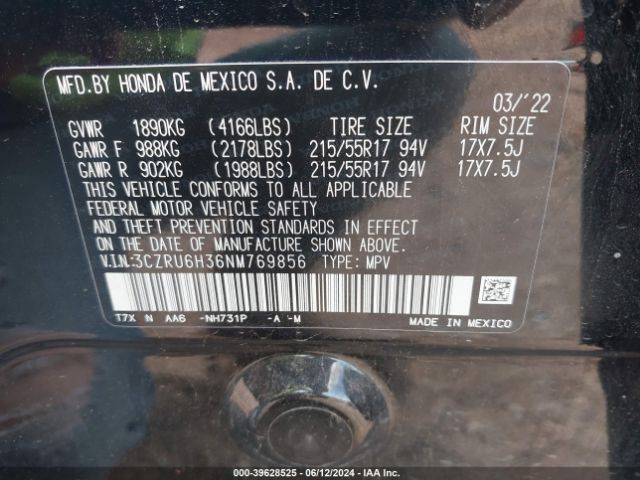 MFD.BY HONDA DE MEXICO S.A. DE C.V.
03/'22
GVWR 1890KG (4166LBS) TIRE SIZE RIM SIZE
GAWR F 988KG (2178LBS) 215/55R17 94V 17X7.5J
GAWR R 902KG (1988LBS) 215/55R17 94V 17X7.5J
THIS VEHICLE CONFORMS TO ALL APPLICABLE
FEDERAL MOTOR VEHICLE SAFETY
AND THEFT PREVENTION STANDARDS IN EFFECT
ON THE DATE OF MANUFACTURE SHOWN ABOVE.
V.I.N:3CZRU6H36NM769856 TYPE: MPV
T7X N AA6 -NH731P -A -M
MADE IN MEXICO
000-39628525 - 06/12/2024 - IAA Inc.